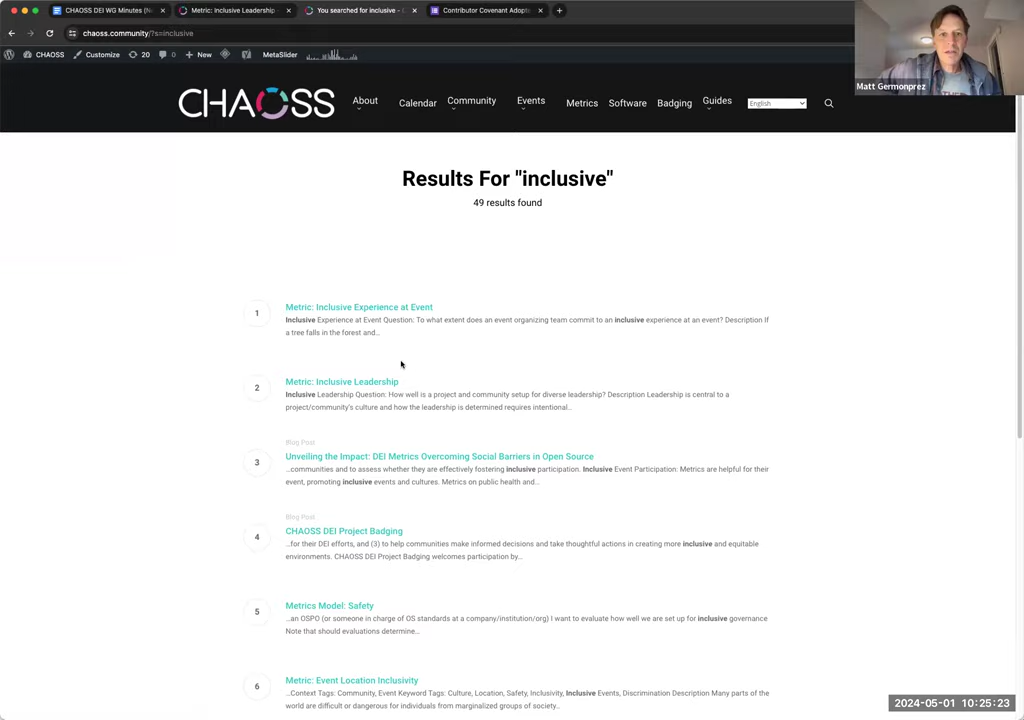 CHAOSS DEI WG Minutes (N
Metric: Inclusive Leadership
You searched for inclusive -
Contributor Covenant Adopte
chaoss.community/?s=inclusive
CHAOSS
Customize
20
0
New
MetaSlider
Matt Germonprez
CHAOSS
About
Calendar
Community
Events
Metrics
Software
Badging
Guides
English
Results For "inclusive"
49 results found
1
Metric: Inclusive Experience at Event
Inclusive Experience at Event Question: To what extent does an event organizing team commit to an inclusive experience at an event? Description If
a tree falls in the forest and...
2
Metric: Inclusive Leadership
Inclusive Leadership Question: How well is a project and community setup for diverse leadership? Description Leadership is central to a
project/community's culture and how the leadership is determined requires intentional...
Blog Post
3
Unveiling the Impact: DEI Metrics Overcoming Social Barriers in Open Source
...communities and to assess whether they are effectively fostering inclusive participation. Inclusive Event Participation: Metrics are helpful for their
event, promoting inclusive events and cultures. Metrics on public health and...
Blog Post
4
CHAOSS DEI Project Badging
...for their DEI efforts, and (3) to help communities make informed decisions and take thoughtful actions in creating more inclusive and equitable
environments. CHAOSS DEI Project Badging welcomes participation by...
5
Metrics Model: Safety
...an OSPO (or someone in charge of OS standards at a company/institution/org) I want to evaluate how well we are set up for inclusive governance
Note that should evaluations determine...
6
Metric: Event Location Inclusivity
...Context Tags: Community, Event Keyword Tags: Culture, Location, Safety, Inclusivity, Inclusive Events, Discrimination Description Many parts of the
world are difficult or dangerous for individuals from marginalized groups of society...
2024-05-01 10:25:23